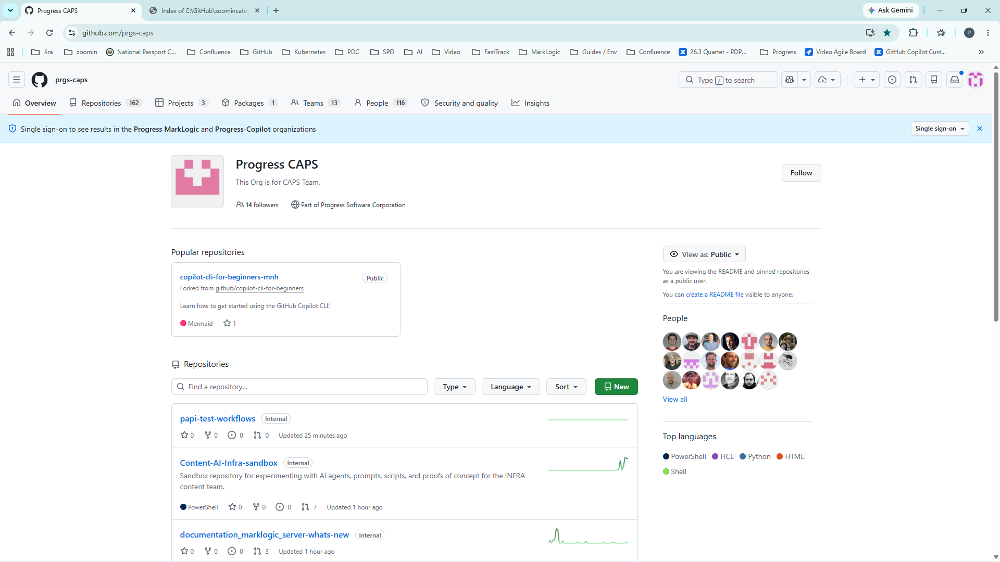 Progress CAPS
Index of C:\GitHub\zoomincate
Ask Gemini
github.com/prgs-caps
P
Jira
zoomin
National Passport C...
Confluence
GitHub
Kubernetes
PDC
SPO
AI
Video
FastTrack
MarkLogic
Guides / Env
Confluence
26.3 Quarter - PDP...
Progress
Video Agile Board
GitHub Copilot Cust...
prgs-caps
Type / to search
Overview
Repositories 162
Projects 3
Packages 1
Teams 13
People 116
Security and quality
Insights
Single sign-on to see results in the Progress MarkLogic and Progress-Copilot organizations
Single sign-on
Progress CAPS
This Org is for CAPS Team.
14 followers
Part of Progress Software Corporation
Follow
Popular repositories
copilot-cli-for-beginners-mnh
Public
Forked from github/copilot-cli-for-beginners
Learn how to get started using the GitHub Copilot CLI!
Mermaid
1
Repositories
Find a repository...
Type
Language
Sort
New
papi-test-workflows
Internal
0 0 0 0 Updated 25 minutes ago
Content-AI-Infra-sandbox
Internal
Sandbox repository for experimenting with AI agents, prompts, scripts, and proofs of concept for the INFRA
content team.
PowerShell 0 0 0 7 Updated 1 hour ago
documentation_marklogic_server-whats-new
Internal
0 0 0 3 Updated 1 hour ago
View as: Public
You are viewing the README and pinned repositories
as a public user.
You can create a README file visible to anyone.
People
View all
Top languages
PowerShell HCL Python HTML
Shell